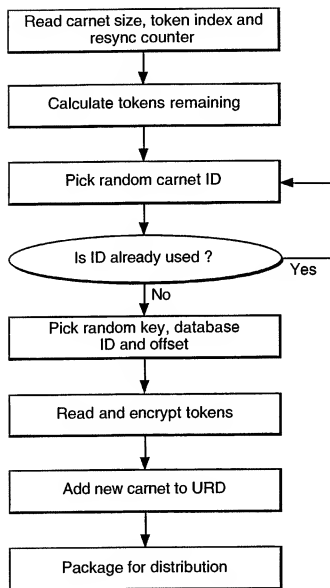 Read carnet size, token index and
resync counter
Calculate tokens remaining
Pick random carnet ID
Is ID already used ?
Yes
No
Pick random key, database
ID and offset
Read and encrypt tokens
Add new carnet to URD
Package for distribution